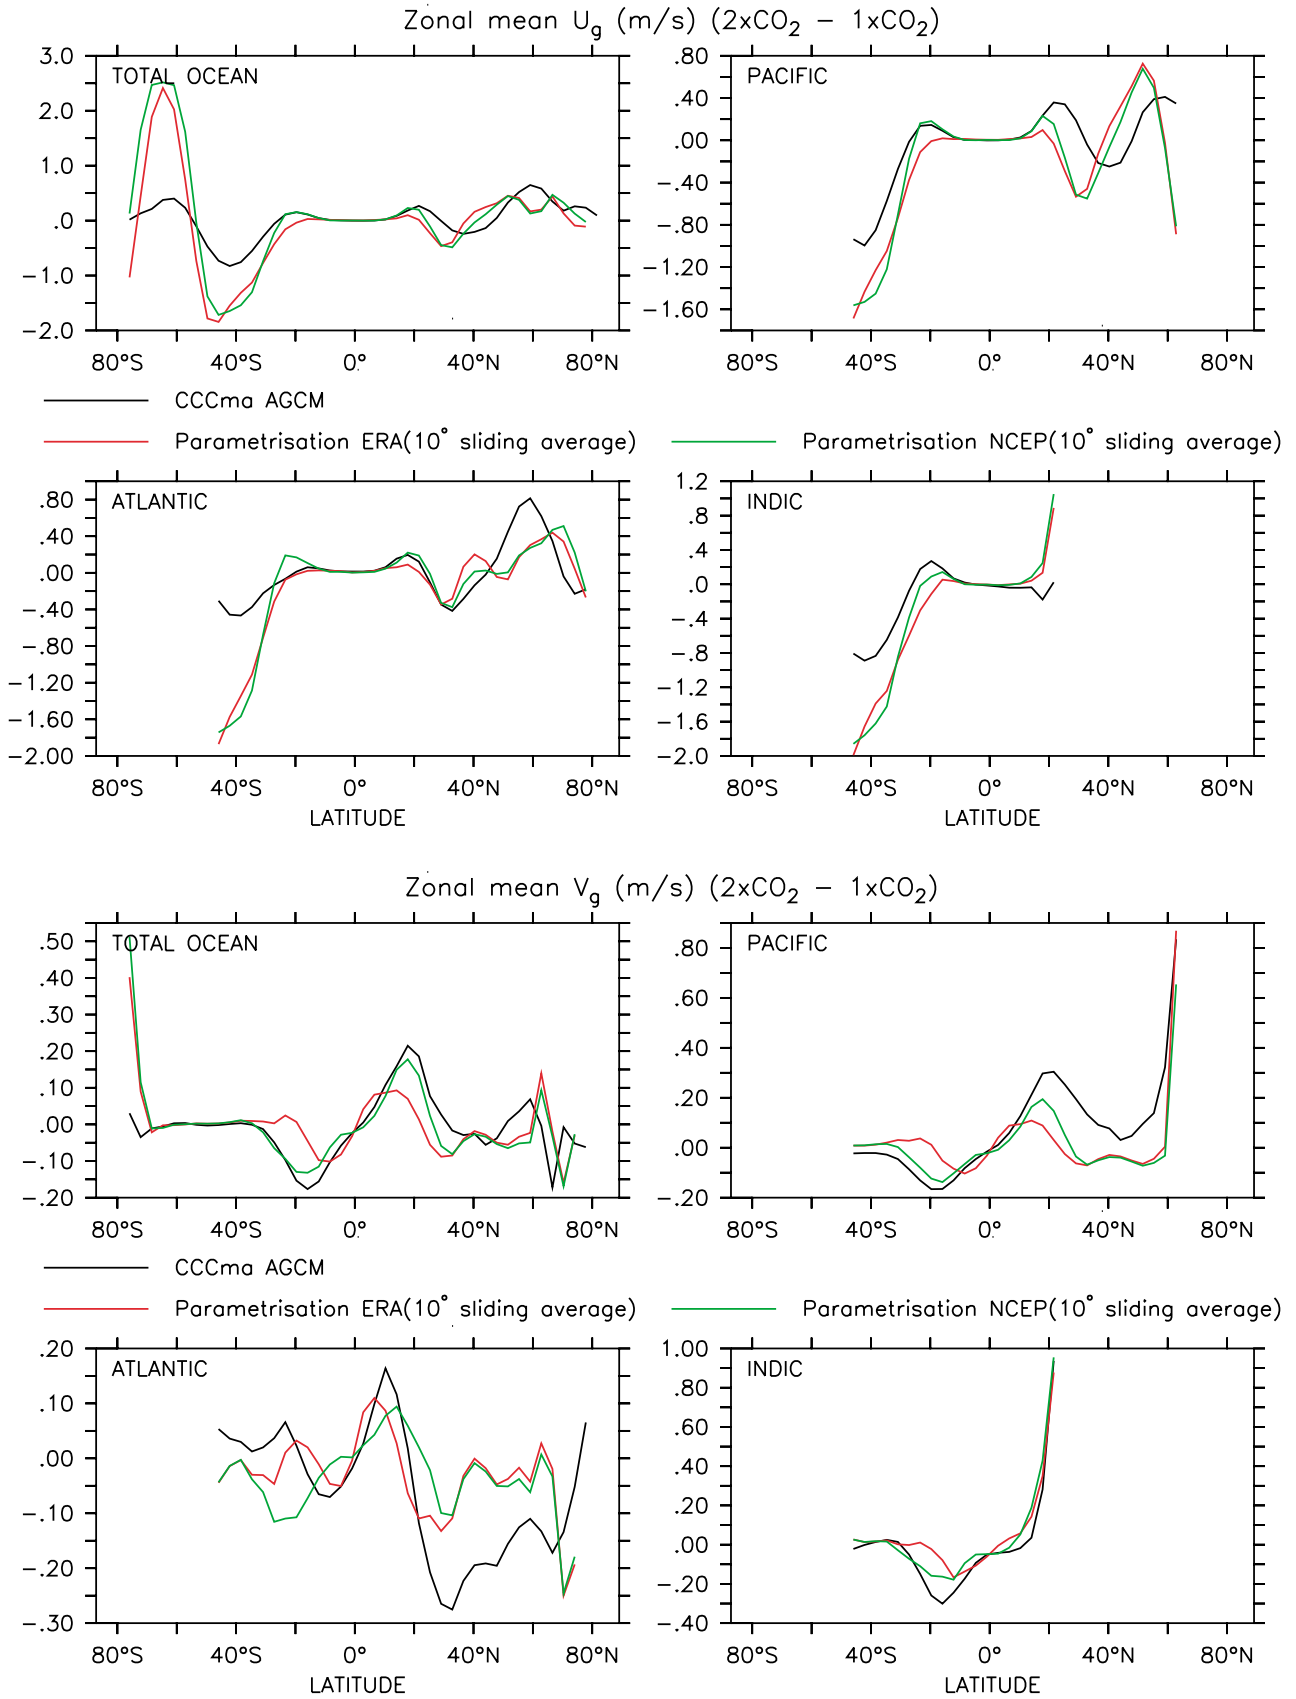 Zonal mean Ug (m/s) (2xCO2 − 1xCO2)
TOTAL OCEAN
3.0
2.0
1.0
.0
−1.0
−2.0
80°S 40°S 0° 40°N 80°N
PACIFIC
.80
.40
.00
−.40
−.80
−1.20
−1.60
80°S 40°S 0° 40°N 80°N
CCCma AGCM
Parametrisation ERA(10° sliding average)
Parametrisation NCEP(10° sliding average)
ATLANTIC
.80
.40
.00
−.40
−.80
−1.20
−1.60
−2.00
80°S 40°S 0° 40°N 80°N
LATITUDE
INDIC
1.2
.8
.4
.0
−.4
−.8
−1.2
−1.6
−2.0
80°S 40°S 0° 40°N 80°N
LATITUDE
Zonal mean Vg (m/s) (2xCO2 − 1xCO2)
TOTAL OCEAN
.50
.40
.30
.20
.10
.00
−.10
−.20
80°S 40°S 0° 40°N 80°N
PACIFIC
.80
.60
.40
.20
.00
−.20
80°S 40°S 0° 40°N 80°N
CCCma AGCM
Parametrisation ERA(10° sliding average)
Parametrisation NCEP(10° sliding average)
ATLANTIC
.20
.10
.00
−.10
−.20
−.30
80°S 40°S 0° 40°N 80°N
LATITUDE
INDIC
1.00
.80
.60
.40
.20
.00
−.20
−.40
80°S 40°S 0° 40°N 80°N
LATITUDE